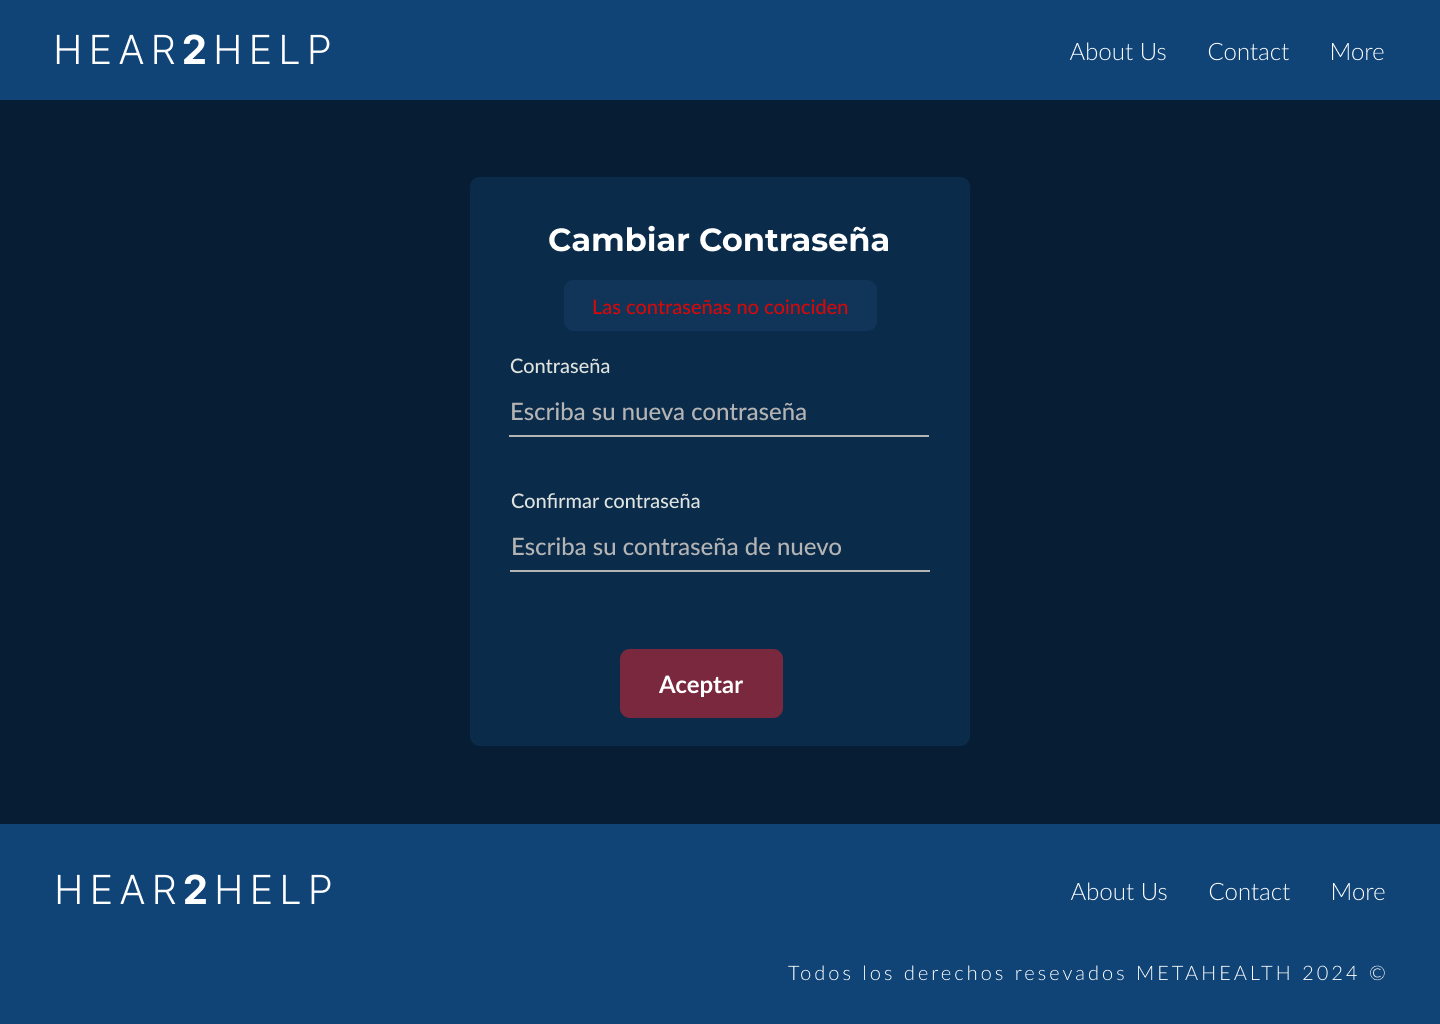 HEAR2HELP
About Us Contact More
Cambiar Contraseña
Las contraseñas no coinciden
Contraseña
Escriba su nueva contraseña
Confirmar contraseña
Escriba su contraseña de nuevo
Aceptar
HEAR2HELP
About Us Contact More
Todos los derechos resevados METAHEALTH 2024 ©